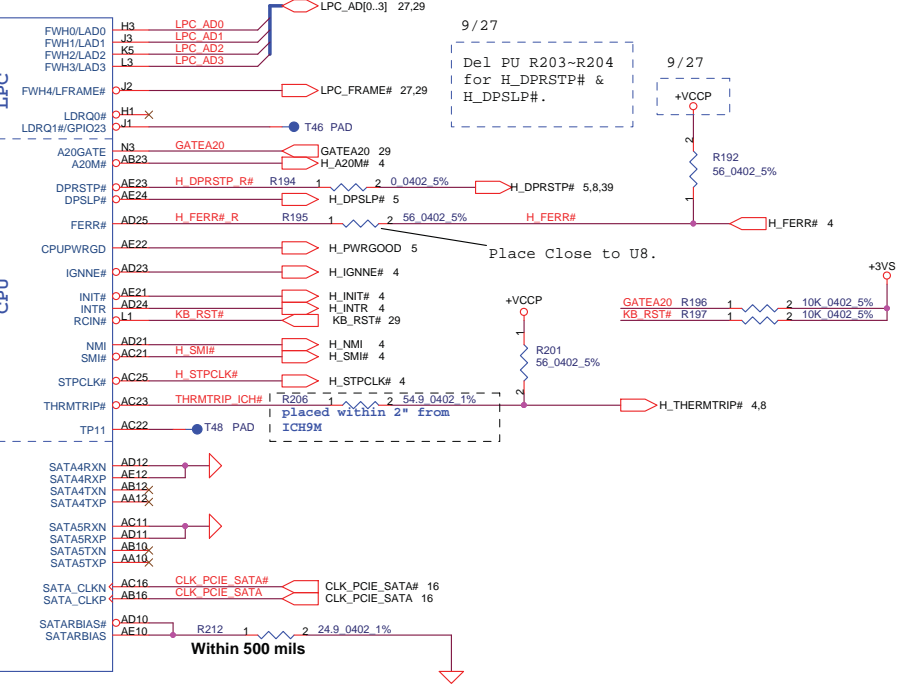 LPC_AD[0..3] 27,29
FWH0/LAD0 H3 LPC_AD0
FWH1/LAD1 J3 LPC_AD1
FWH2/LAD2 K5 LPC_AD2
FWH3/LAD3 L3 LPC_AD3
LPC
FWH4/LFRAME# J2 LPC_FRAME# 27,29
LDRQ0# H1
LDRQ1#/GPIO23 J1 T46 PAD
9/27
Del PU R203~R204
for H_DPRSTP# &
H_DPSLP#.
9/27
+VCCP
2
R192
56_0402_5%
1
A20GATE N3 GATEA20 GATEA20 29
A20M# AB23 H_A20M# 4
DPRSTP# AE23 H_DPRSTP_R# R194 1 2 0_0402_5% H_DPRSTP# 5,8,39
DPSLP# AE24 H_DPSLP# 5
FERR# AD25 H_FERR#_R R195 1 2 56_0402_5% H_FERR# H_FERR# 4
Place Close to U8.
CPUPWRGD AE22 H_PWRGOOD 5
IGNNE# AD23 H_IGNNE# 4
CPU
INIT# AE21 H_INIT# 4
INTR AD24 H_INTR 4
RCIN# L1 KB_RST# KB_RST# 29
+3VS
GATEA20 R196 1 2 10K_0402_5%
KB_RST# R197 1 2 10K_0402_5%
+VCCP
1
R201
56_0402_5%
2
NMI AD21 H_NMI 4
SMI# AC21 H_SMI# H_SMI# 4
STPCLK# AC25 H_STPCLK# H_STPCLK# 4
THRMTRIP# AC23 THRMTRIP_ICH# R206 1 2 54.9_0402_1% H_THERMTRIP# 4,8
placed within 2" from
ICH9M
TP11 AC22 T48 PAD
SATA4RXN AD12
SATA4RXP AE12
SATA4TXN AB12
SATA4TXP AA12
SATA5RXN AC11
SATA5RXP AD11
SATA5TXN AB10
SATA5TXP AA10
SATA_CLKN AC16 CLK_PCIE_SATA# CLK_PCIE_SATA# 16
SATA_CLKP AB16 CLK_PCIE_SATA CLK_PCIE_SATA 16
SATARBIAS# AD10
SATARBIAS AE10 R212 1 2 24.9_0402_1%
Within 500 mils